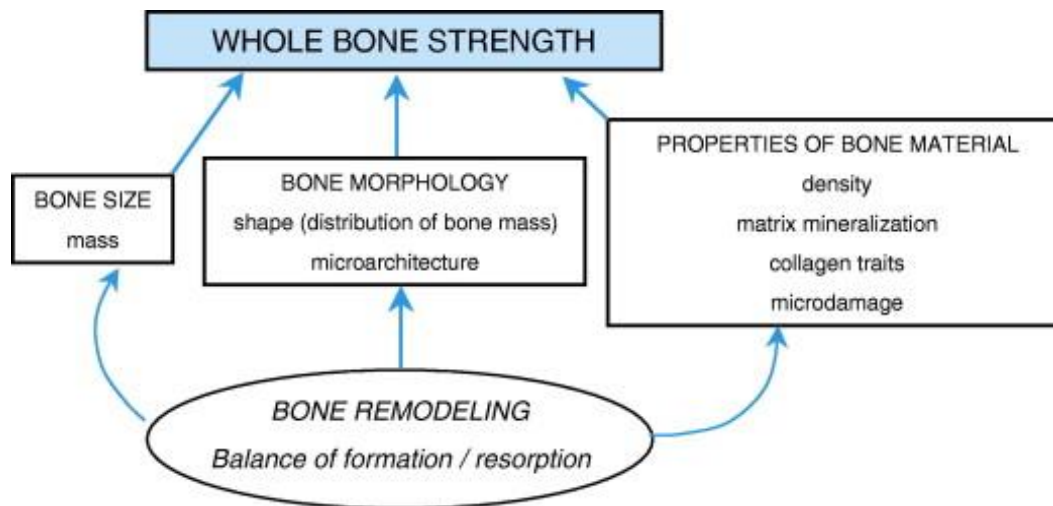 WHOLE BONE STRENGTH
BONE SIZE
mass
BONE MORPHOLOGY
shape (distribution of bone mass)
microarchitecture
PROPERTIES OF BONE MATERIAL
density
matrix mineralization
collagen traits
microdamage
BONE REMODELING
Balance of formation / resorption